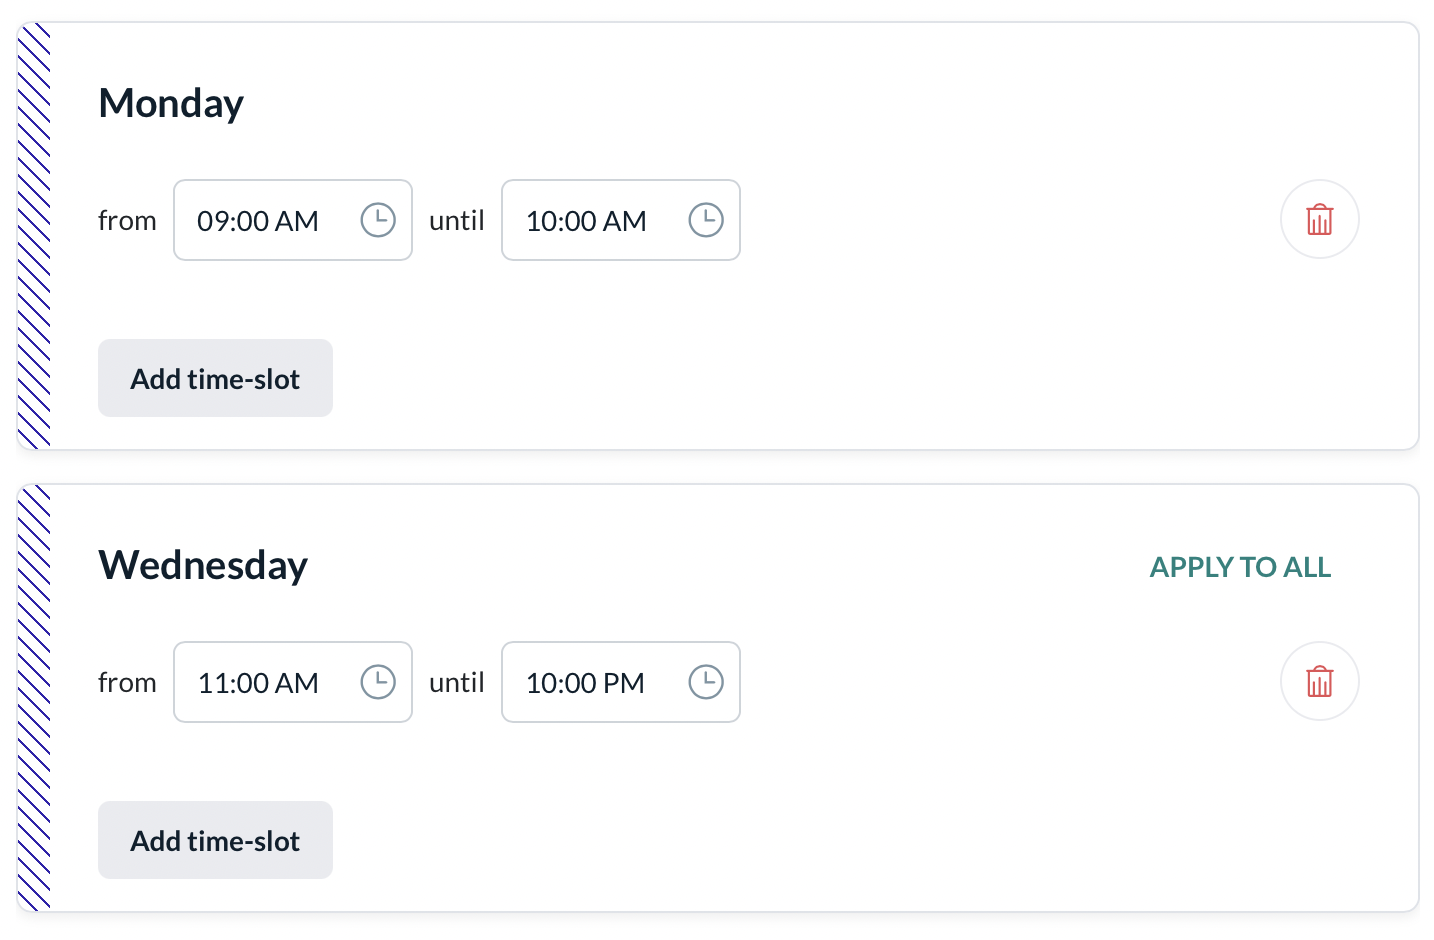 Monday
from 09:00 AM until 10:00 AM
Add time-slot
Wednesday APPLY TO ALL
from 11:00 AM until 10:00 PM
Add time-slot